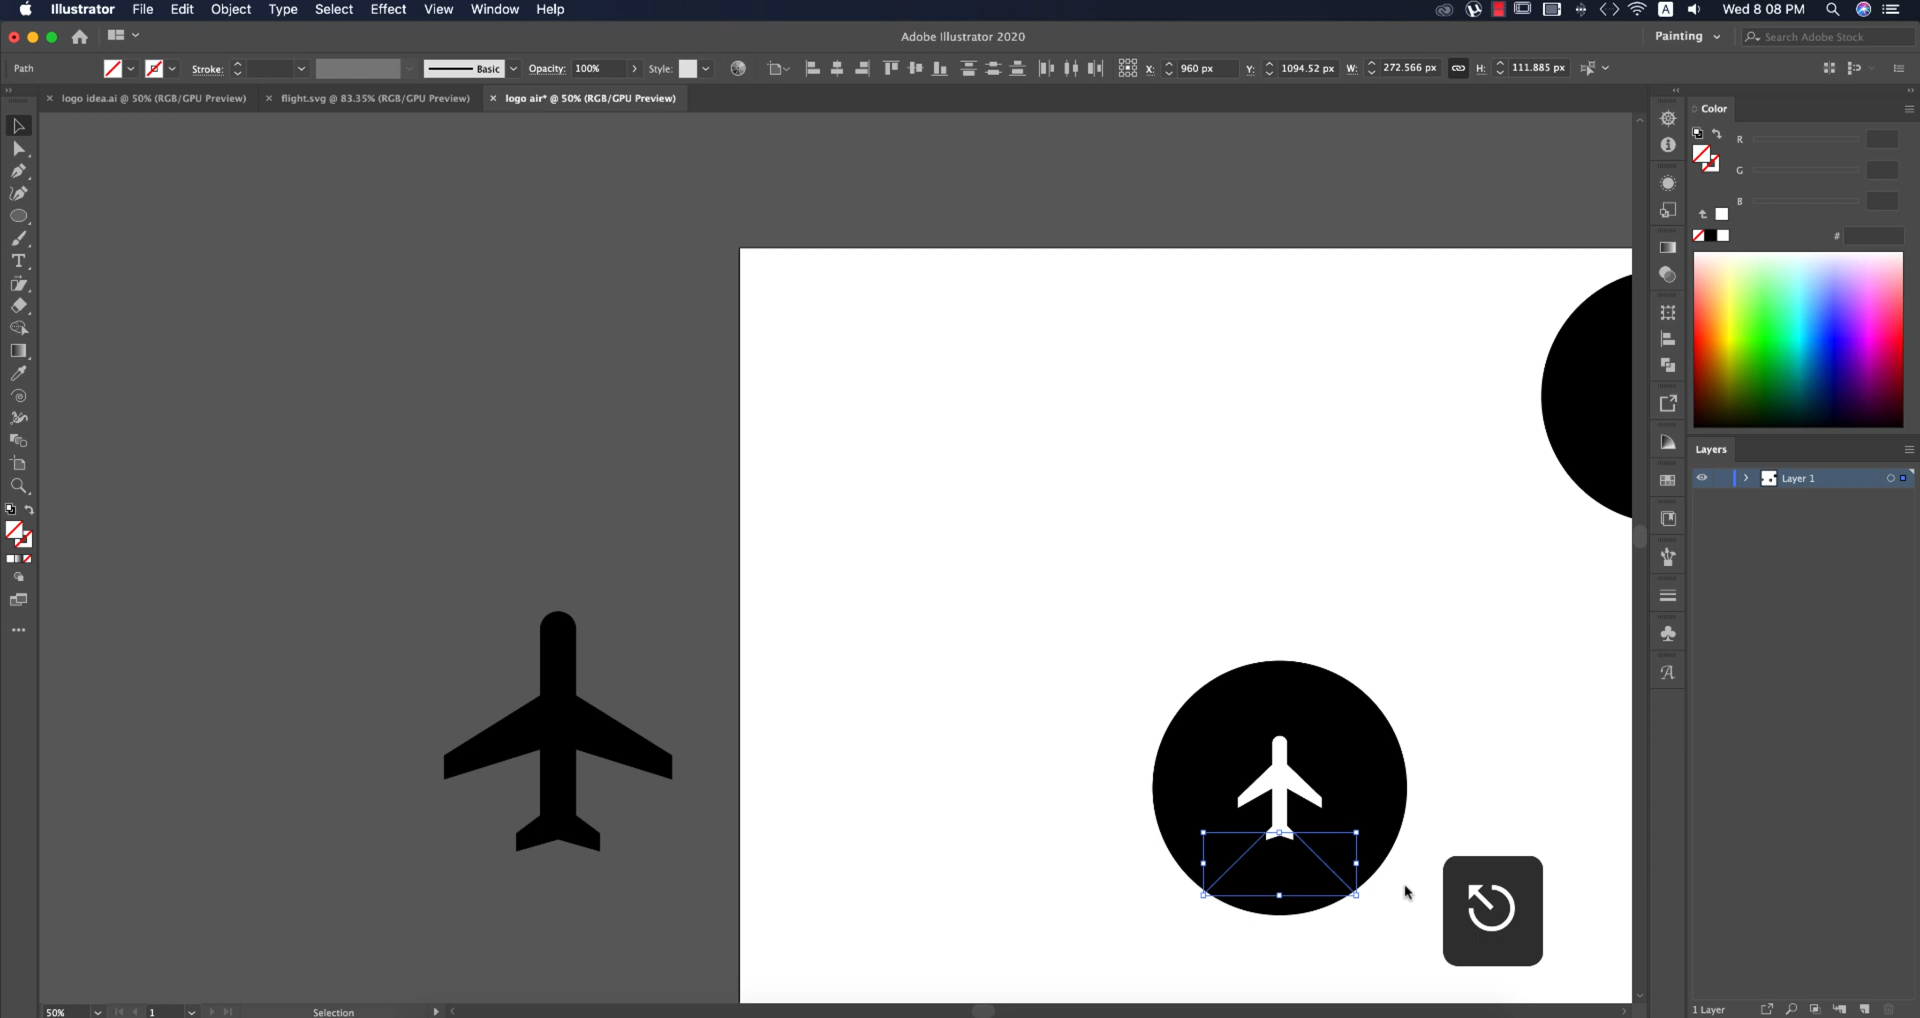 Illustrator File Edit Object Type Select Effect View Window Help A Wed 8 08 PM
Adobe Illustrator 2020 Painting Search Adobe Stock
Path Stroke: Basic Opacity: 100% Style: X: 960 px Y: 1094.52 px W: 272.566 px H: 111.885 px
logo idea.ai @ 50% (RGB/GPU Preview) flight.svg @ 83.35% (RGB/GPU Preview) logo air* @ 50% (RGB/GPU Preview)
Color
R
G
B
#
Layers
Layer 1
50% 1 Selection 1 Layer